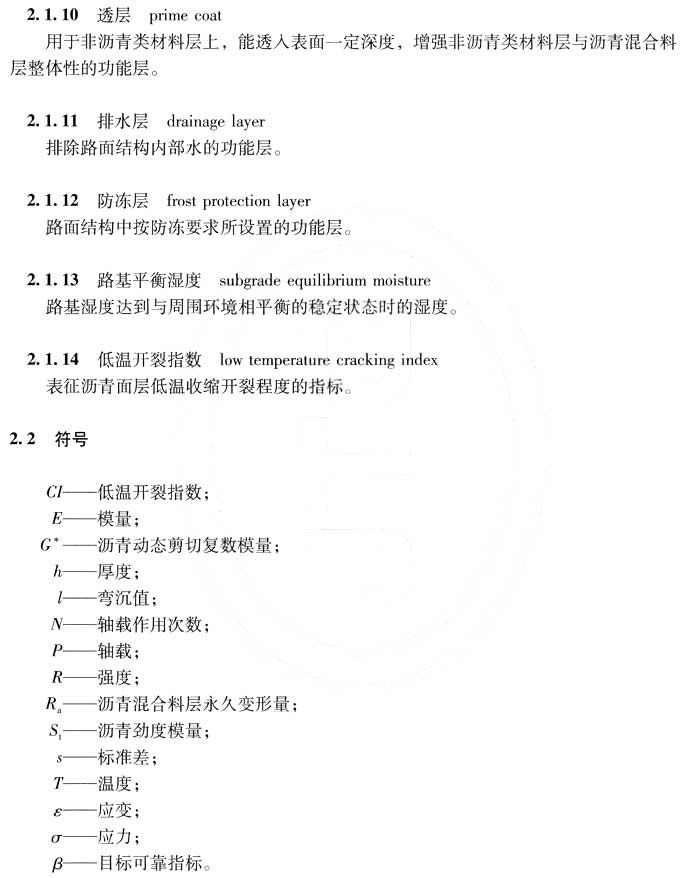 2.1.10 透层 prime coat
用于非沥青类材料层上，能透入表面一定深度，增强非沥青类材料层与沥青混合料
层整体性的功能层。
2.1.11 排水层 drainage layer
排除路面结构内部水的功能层。
2.1.12 防冻层 frost protection layer
路面结构中按防冻要求所设置的功能层。
2.1.13 路基平衡湿度 subgrade equilibrium moisture
路基湿度达到与周围环境相平衡的稳定状态时的湿度。
2.1.14 低温开裂指数 low temperature cracking index
表征沥青面层低温收缩开裂程度的指标。
2.2 符号
CI——低温开裂指数；
E——模量；
G*——沥青动态剪切复数模量；
h——厚度；
l——弯沉值；
N——轴载作用次数；
P——轴载；
R——强度；
Ra——沥青混合料层永久变形量；
St——沥青劲度模量；
s——标准差；
T——温度；
ε——应变；
σ——应力；
β——目标可靠指标。